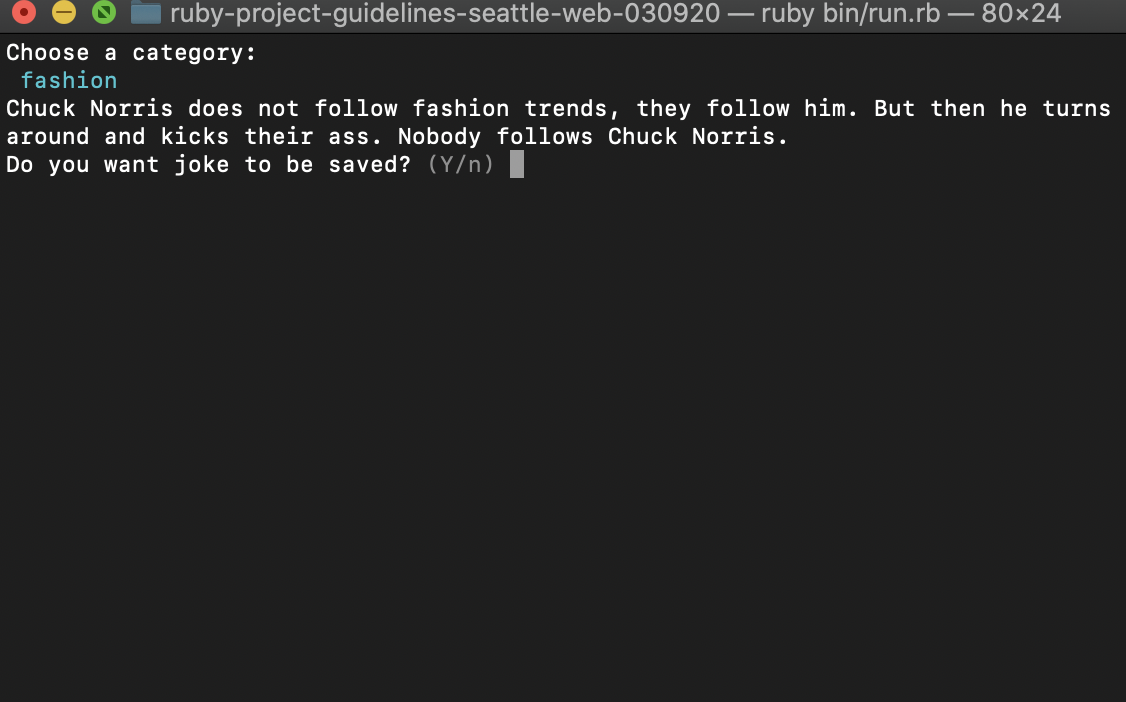 ruby-project-guidelines-seattle-web-030920 — ruby bin/run.rb — 80×24
Choose a category:
fashion
Chuck Norris does not follow fashion trends, they follow him. But then he turns
around and kicks their ass. Nobody follows Chuck Norris.
Do you want joke to be saved? (Y/n)